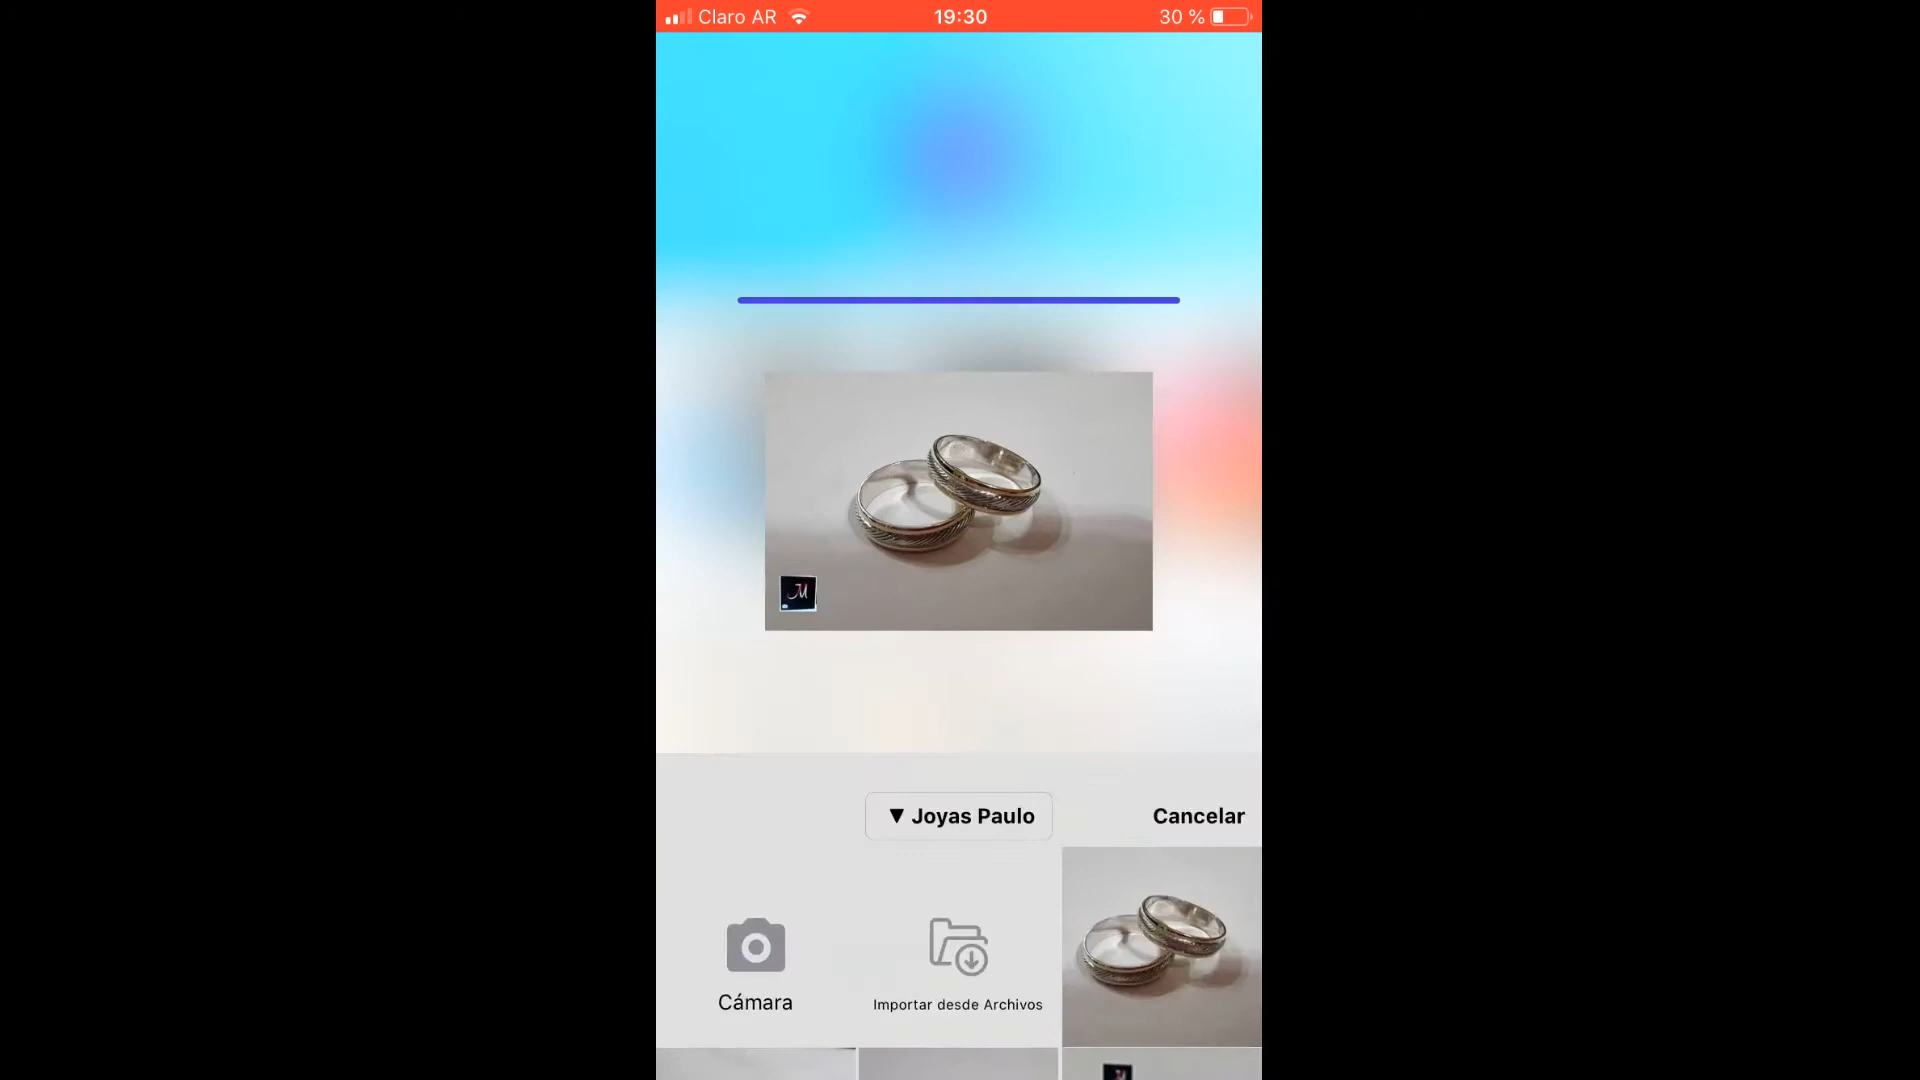 Claro AR
19:30
30 %
▼ Joyas Paulo
Cancelar
Cámara
Importar desde Archivos